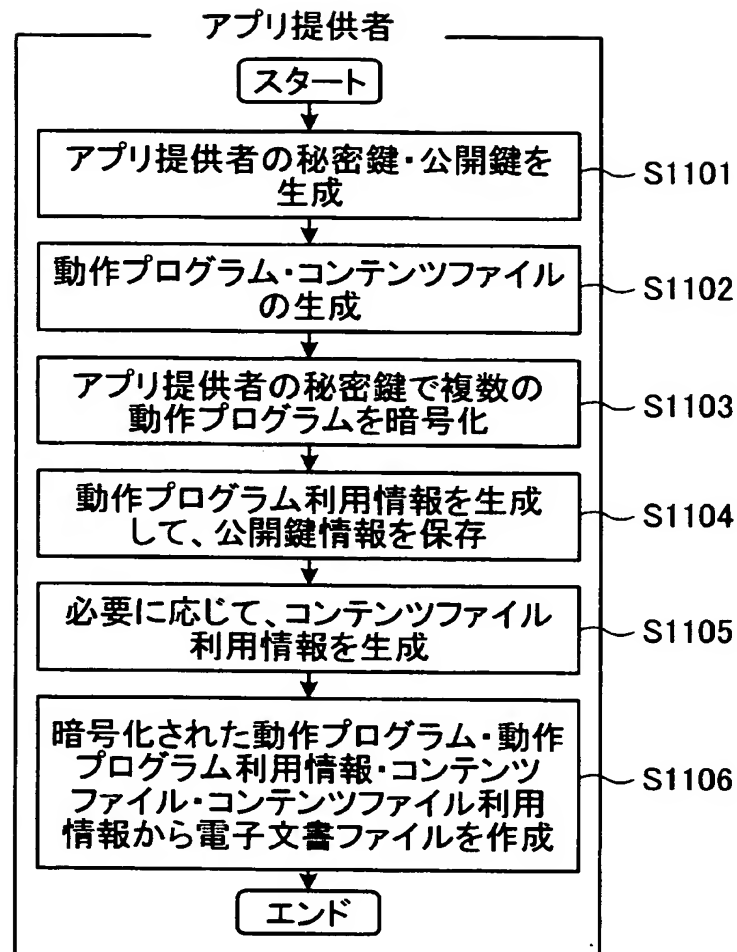 アプリ提供者
スタート
アプリ提供者の秘密鍵・公開鍵を
生成
S1101
動作プログラム・コンテンツファイル
の生成
S1102
アプリ提供者の秘密鍵で複数の
動作プログラムを暗号化
S1103
動作プログラム利用情報を生成
して、公開鍵情報を保存
S1104
必要に応じて、コンテンツファイル
利用情報を生成
S1105
暗号化された動作プログラム・動作
プログラム利用情報・コンテンツ
ファイル・コンテンツファイル利用
情報から電子文書ファイルを作成
S1106
エンド